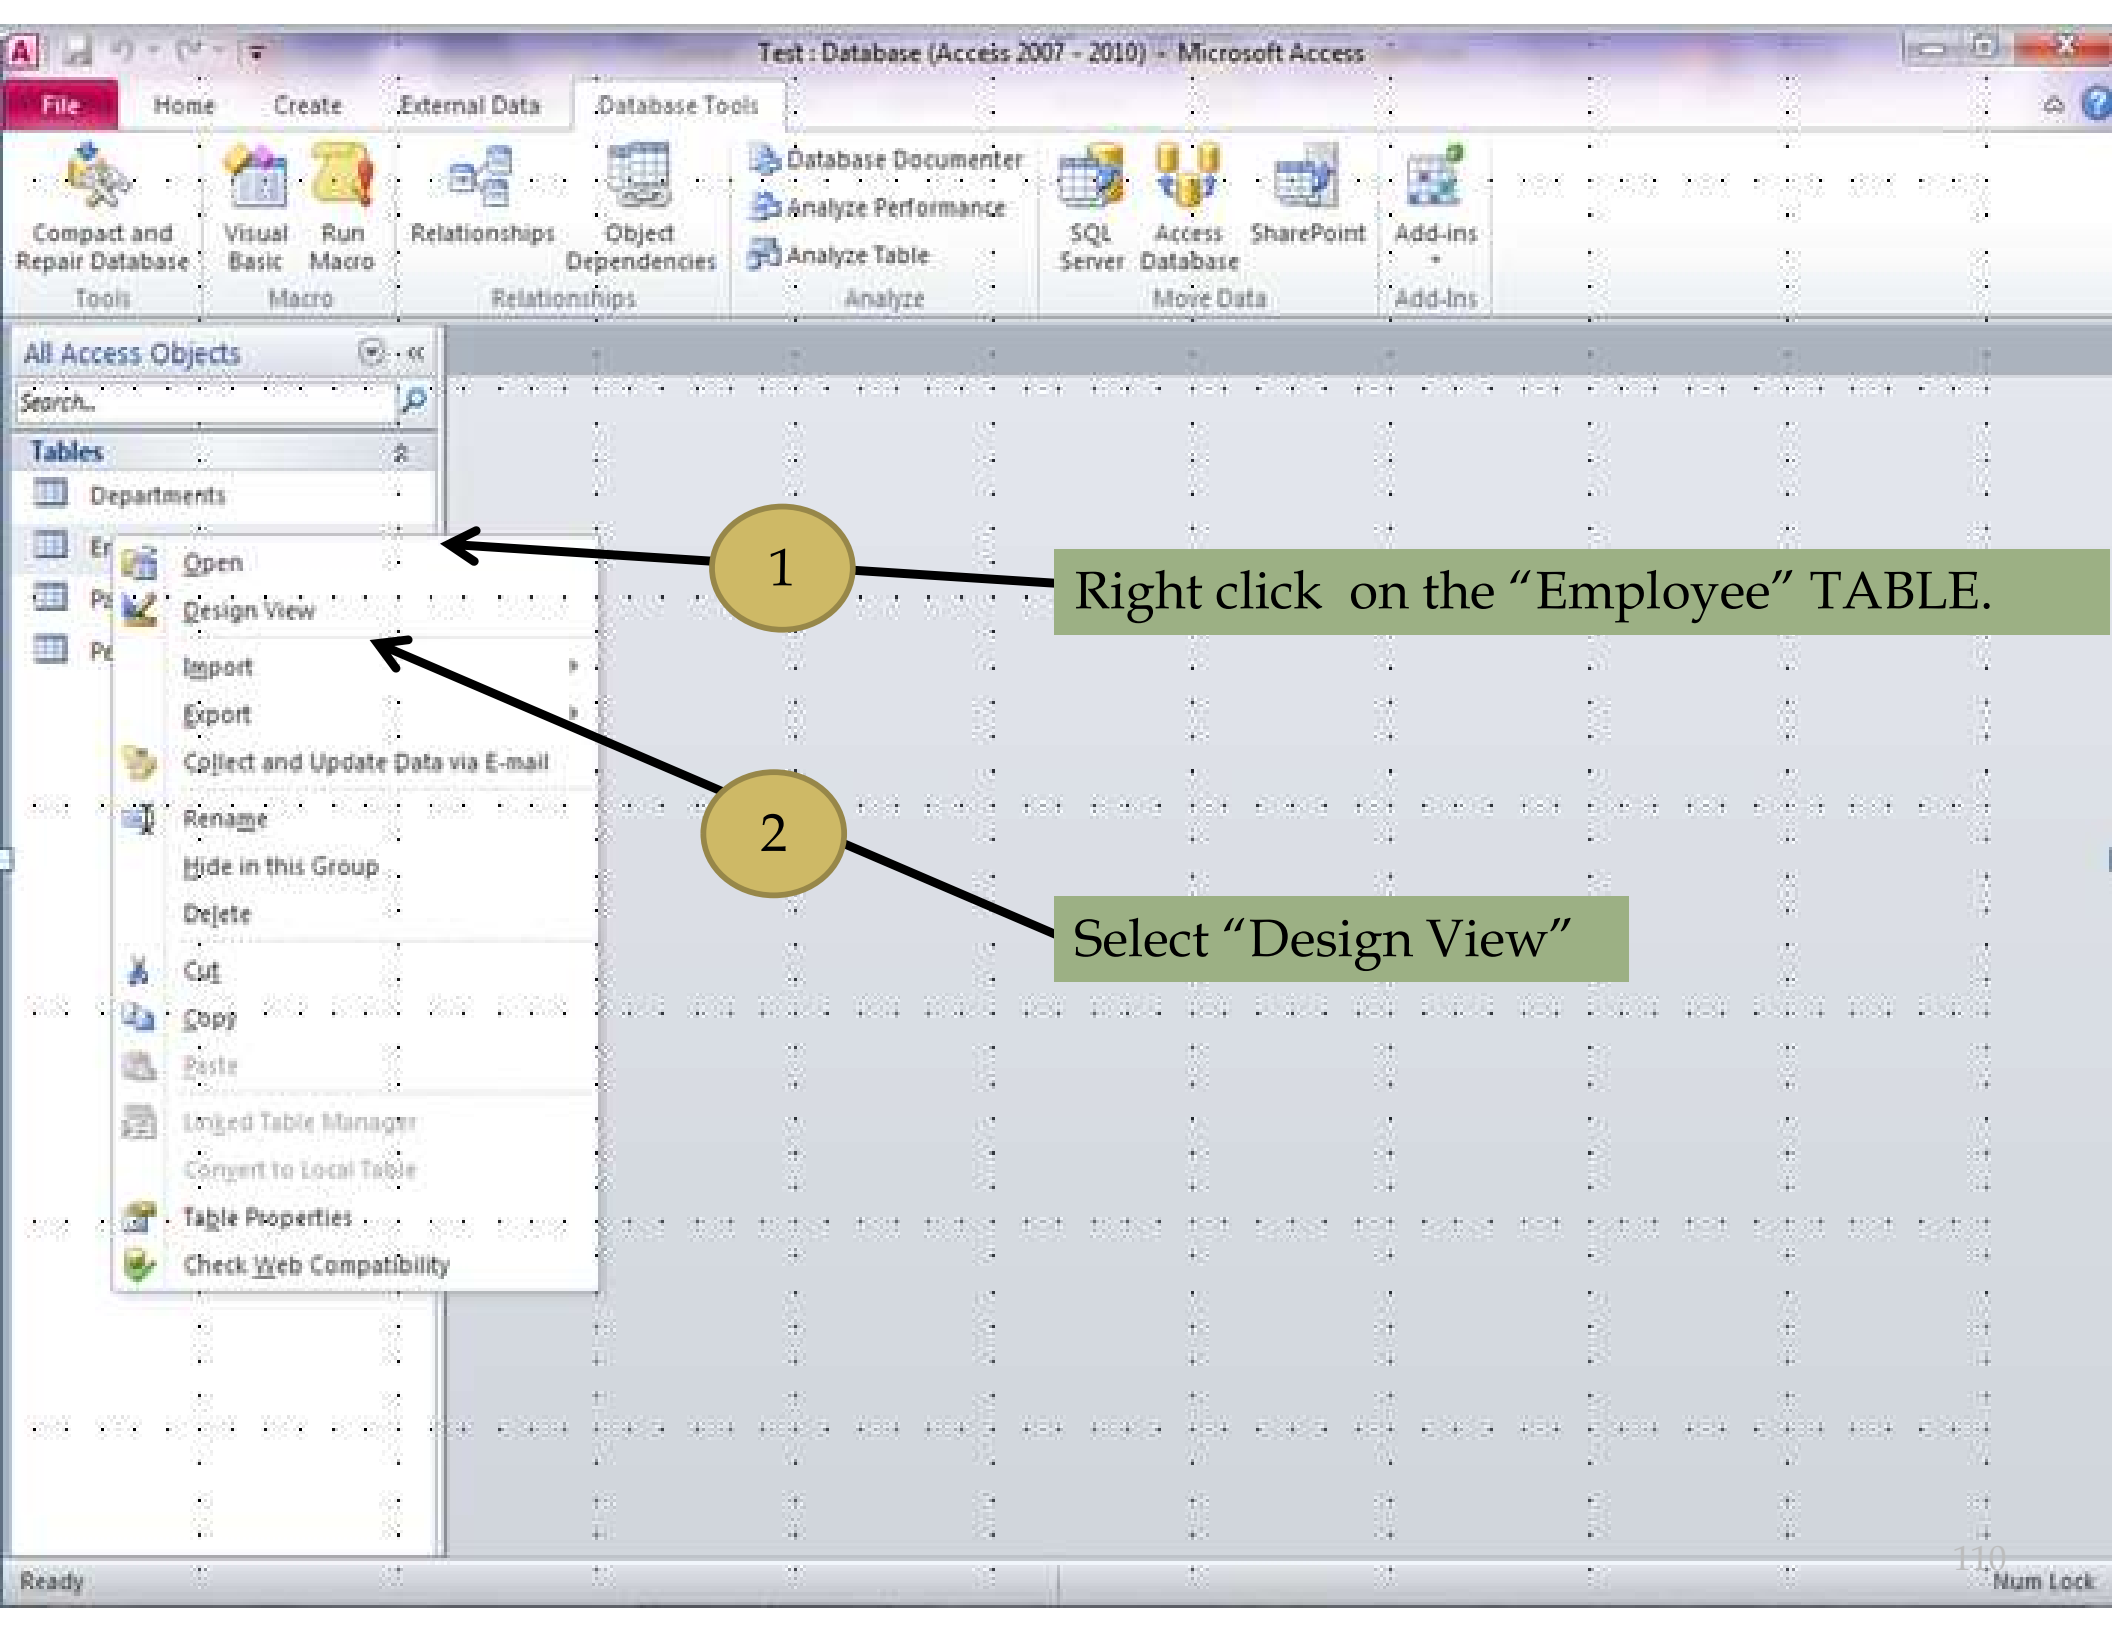 Test : Database (Access 2007 - 2010) - Microsoft Access
File Home Create External Data Database Tools
Compact and Repair Database
Visual Basic
Run Macro
Relationships
Object Dependencies
Database Documenter
Analyze Performance
Analyze Table
SQL Server
Access Database
SharePoint
Add-ins
Tools Macro Relationships Analyze Move Data Add-Ins
All Access Objects
Search..
Tables
Departments
Open
Design View
Import
Export
Collect and Update Data via E-mail
Rename
Hide in this Group
Delete
Cut
Copy
Paste
Linked Table Manager
Convert to Local Table
Table Properties
Check Web Compatibility
1
Right click on the “Employee” TABLE.
2
Select “Design View”
110
Ready
Num Lock